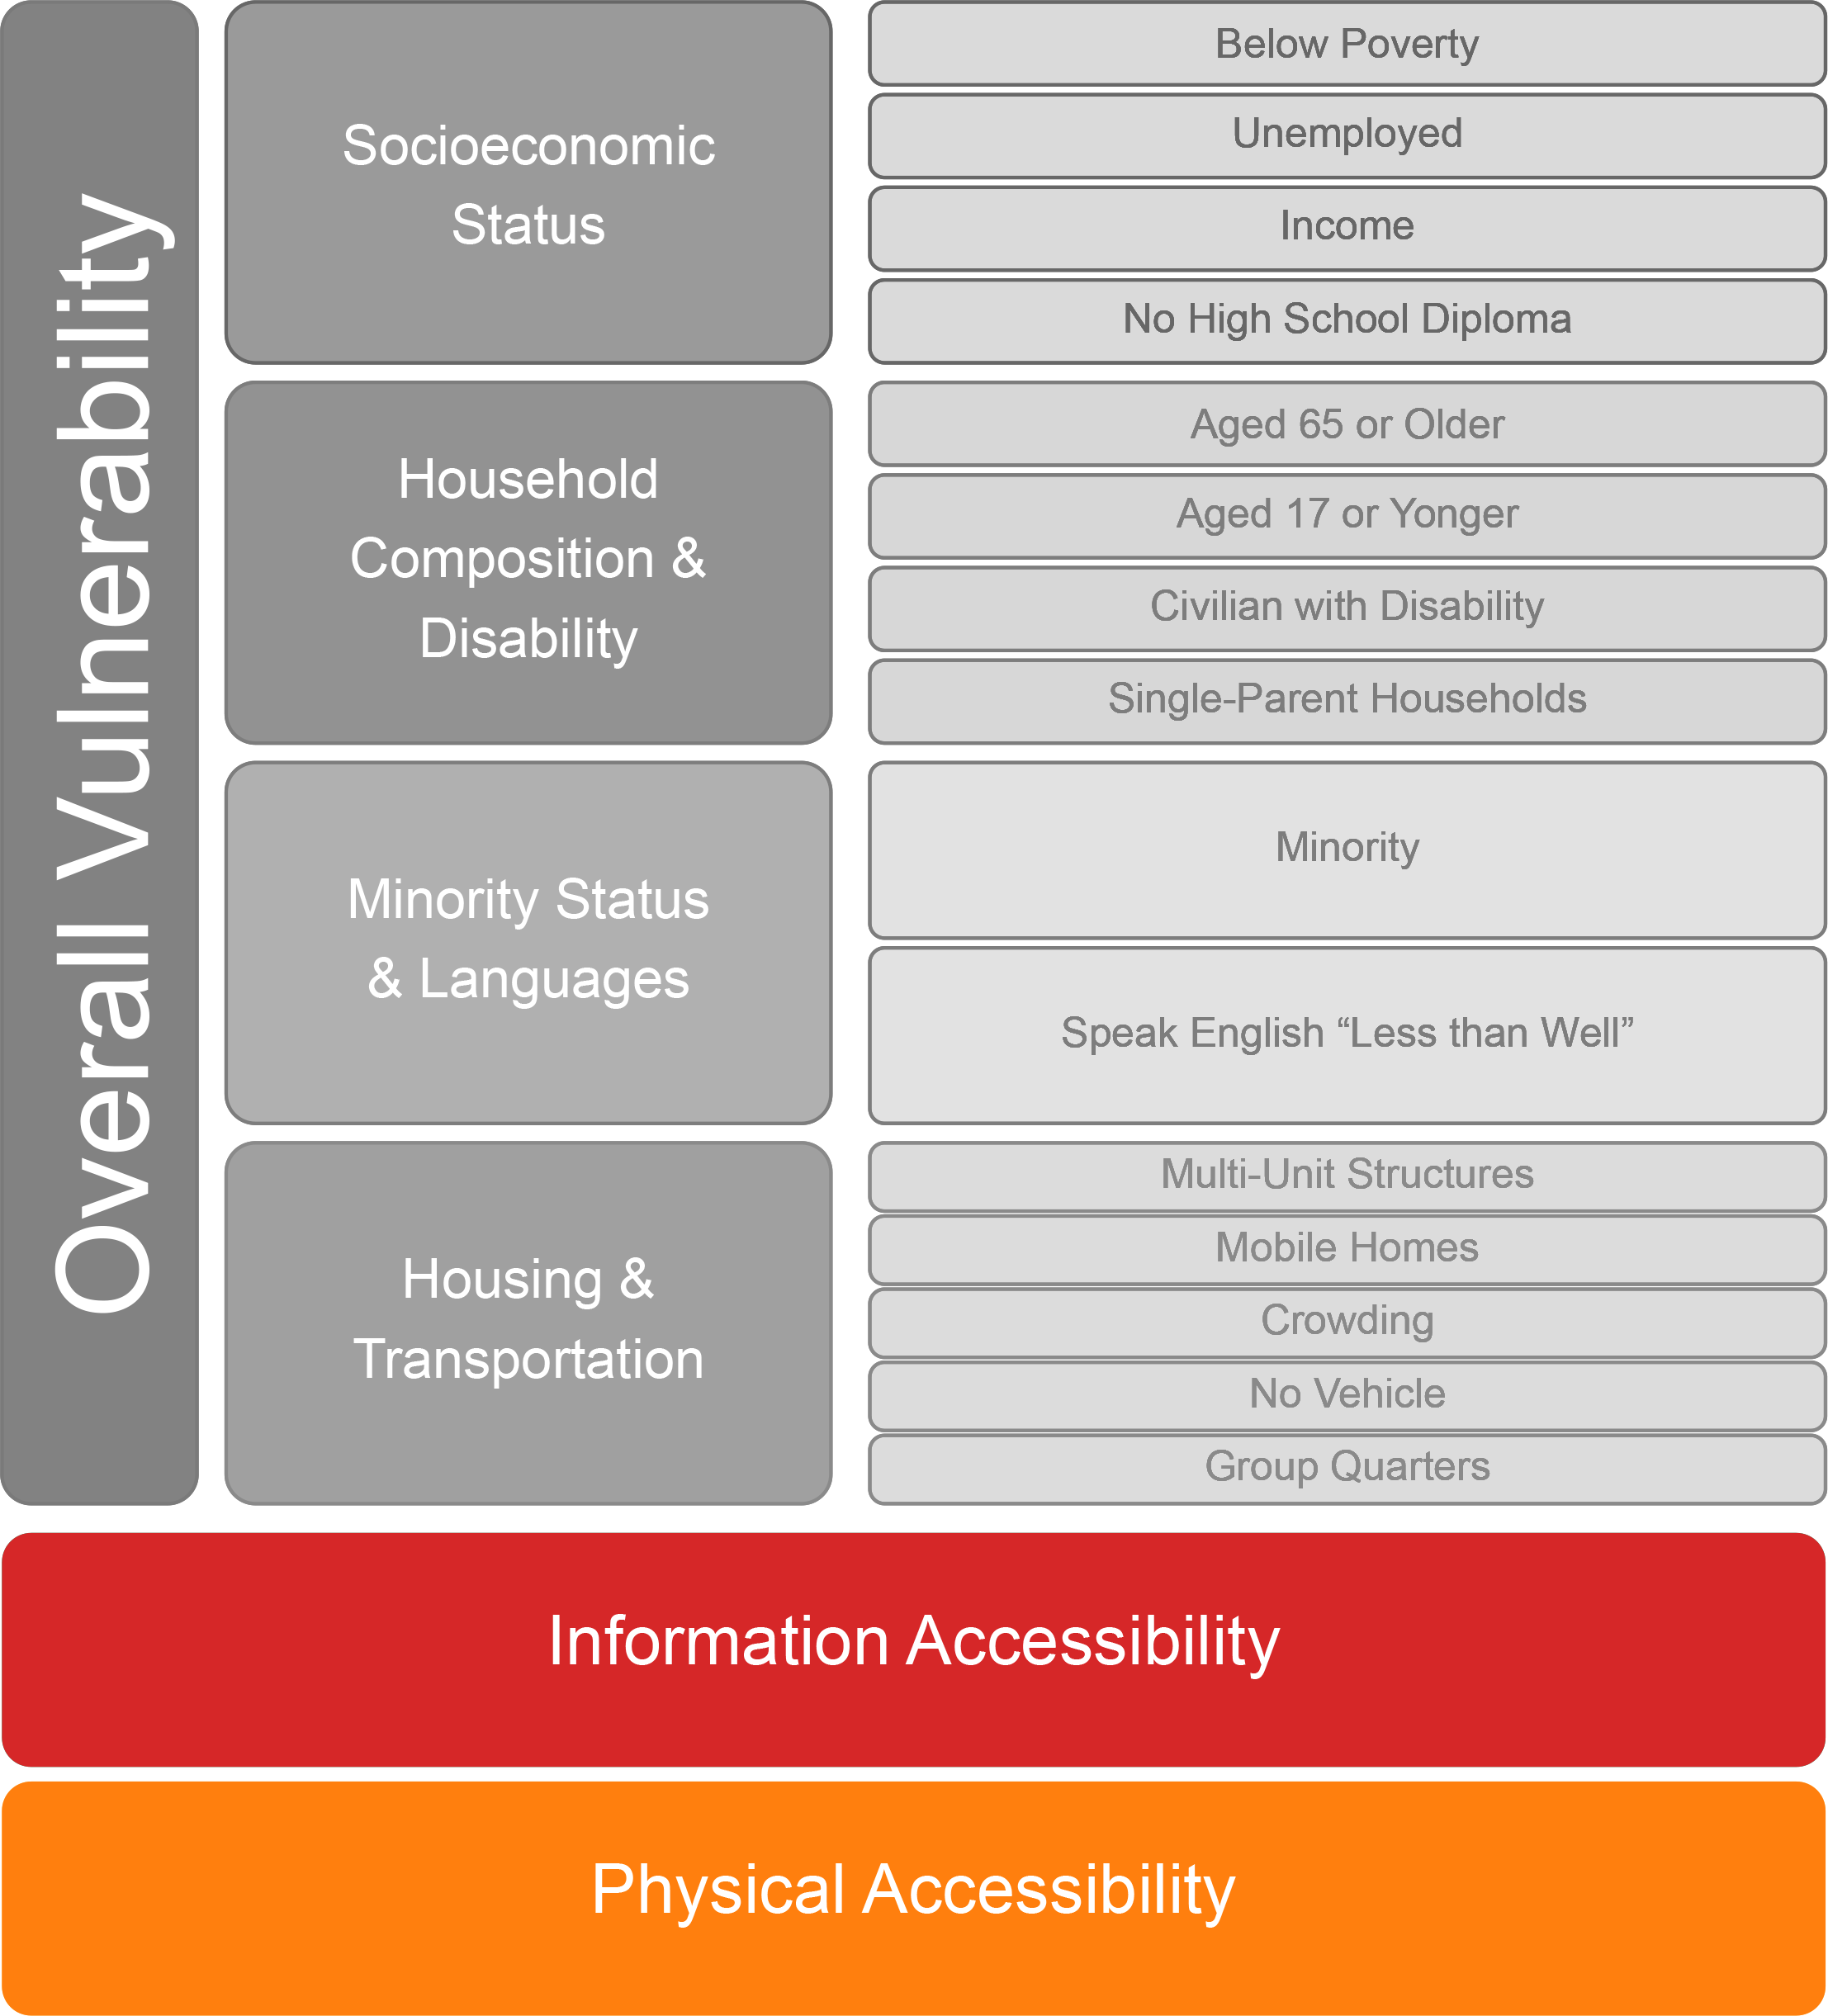 Overall Vulnerability
Socioeconomic
Status
Below Poverty
Unemployed
Income
No High School Diploma
Household
Composition &
Disability
Aged 65 or Older
Aged 17 or Yonger
Civilian with Disability
Single-Parent Households
Minority Status
& Languages
Minority
Speak English “Less than Well”
Housing &
Transportation
Multi-Unit Structures
Mobile Homes
Crowding
No Vehicle
Group Quarters
Information Accessibility
Physical Accessibility